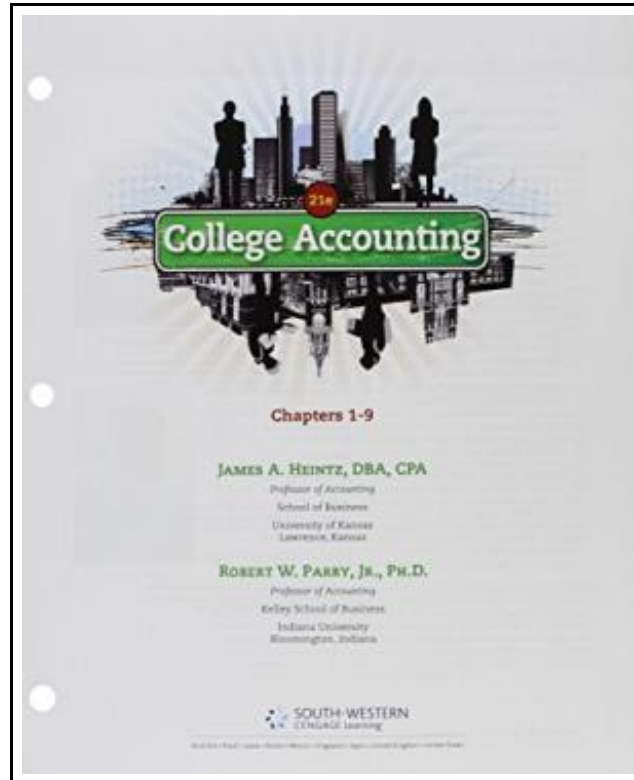 21e
College Accounting
Chapters 1-9
JAMES A. HEINTZ, DBA, CPA
Professor of Accounting
School of Business
University of Kansas
Lawrence, Kansas
ROBERT W. PARRY, JR., PH.D.
Professor of Accounting
Kelley School of Business
Indiana University
Bloomington, Indiana
SOUTH-WESTERN
CENGAGE Learning